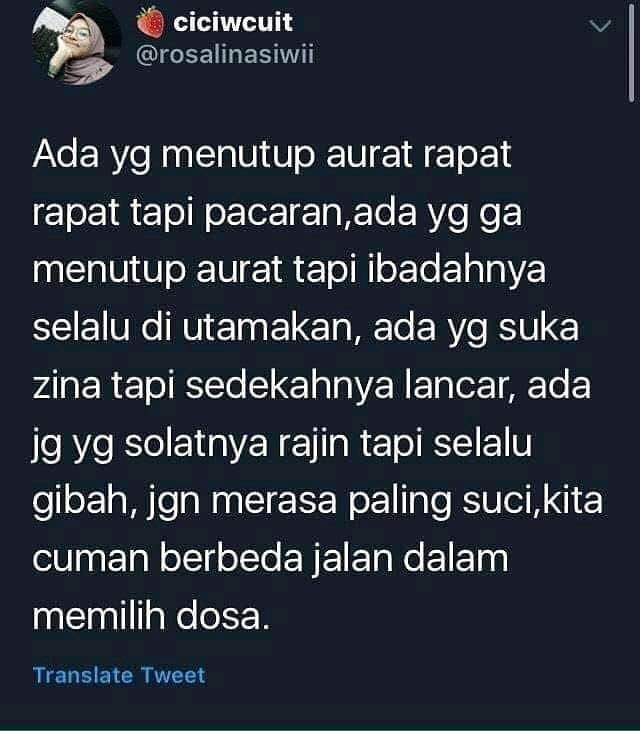 🍓 ciciwcuit
@rosalinasiwii
Ada yg menutup aurat rapat
rapat tapi pacaran,ada yg ga
menutup aurat tapi ibadahnya
selalu di utamakan, ada yg suka
zina tapi sedekahnya lancar, ada
jg yg solatnya rajin tapi selalu
gibah, jgn merasa paling suci,kita
cuman berbeda jalan dalam
memilih dosa.
Translate Tweet